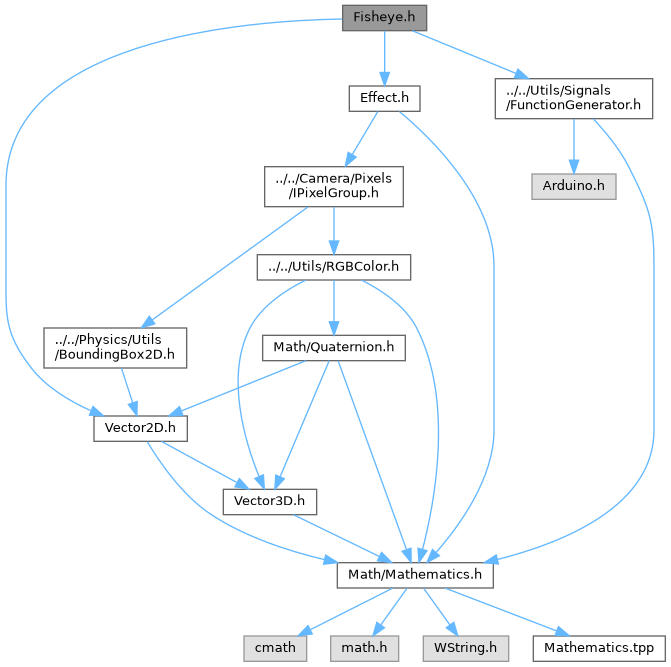 Fisheye.h
Effect.h
../../Utils/Signals
/FunctionGenerator.h
../../Camera/Pixels
/IPixelGroup.h
Arduino.h
../../Utils/RGBColor.h
../../Physics/Utils
/BoundingBox2D.h
Math/Quaternion.h
Vector2D.h
Vector3D.h
Math/Mathematics.h
cmath
math.h
WString.h
Mathematics.tpp